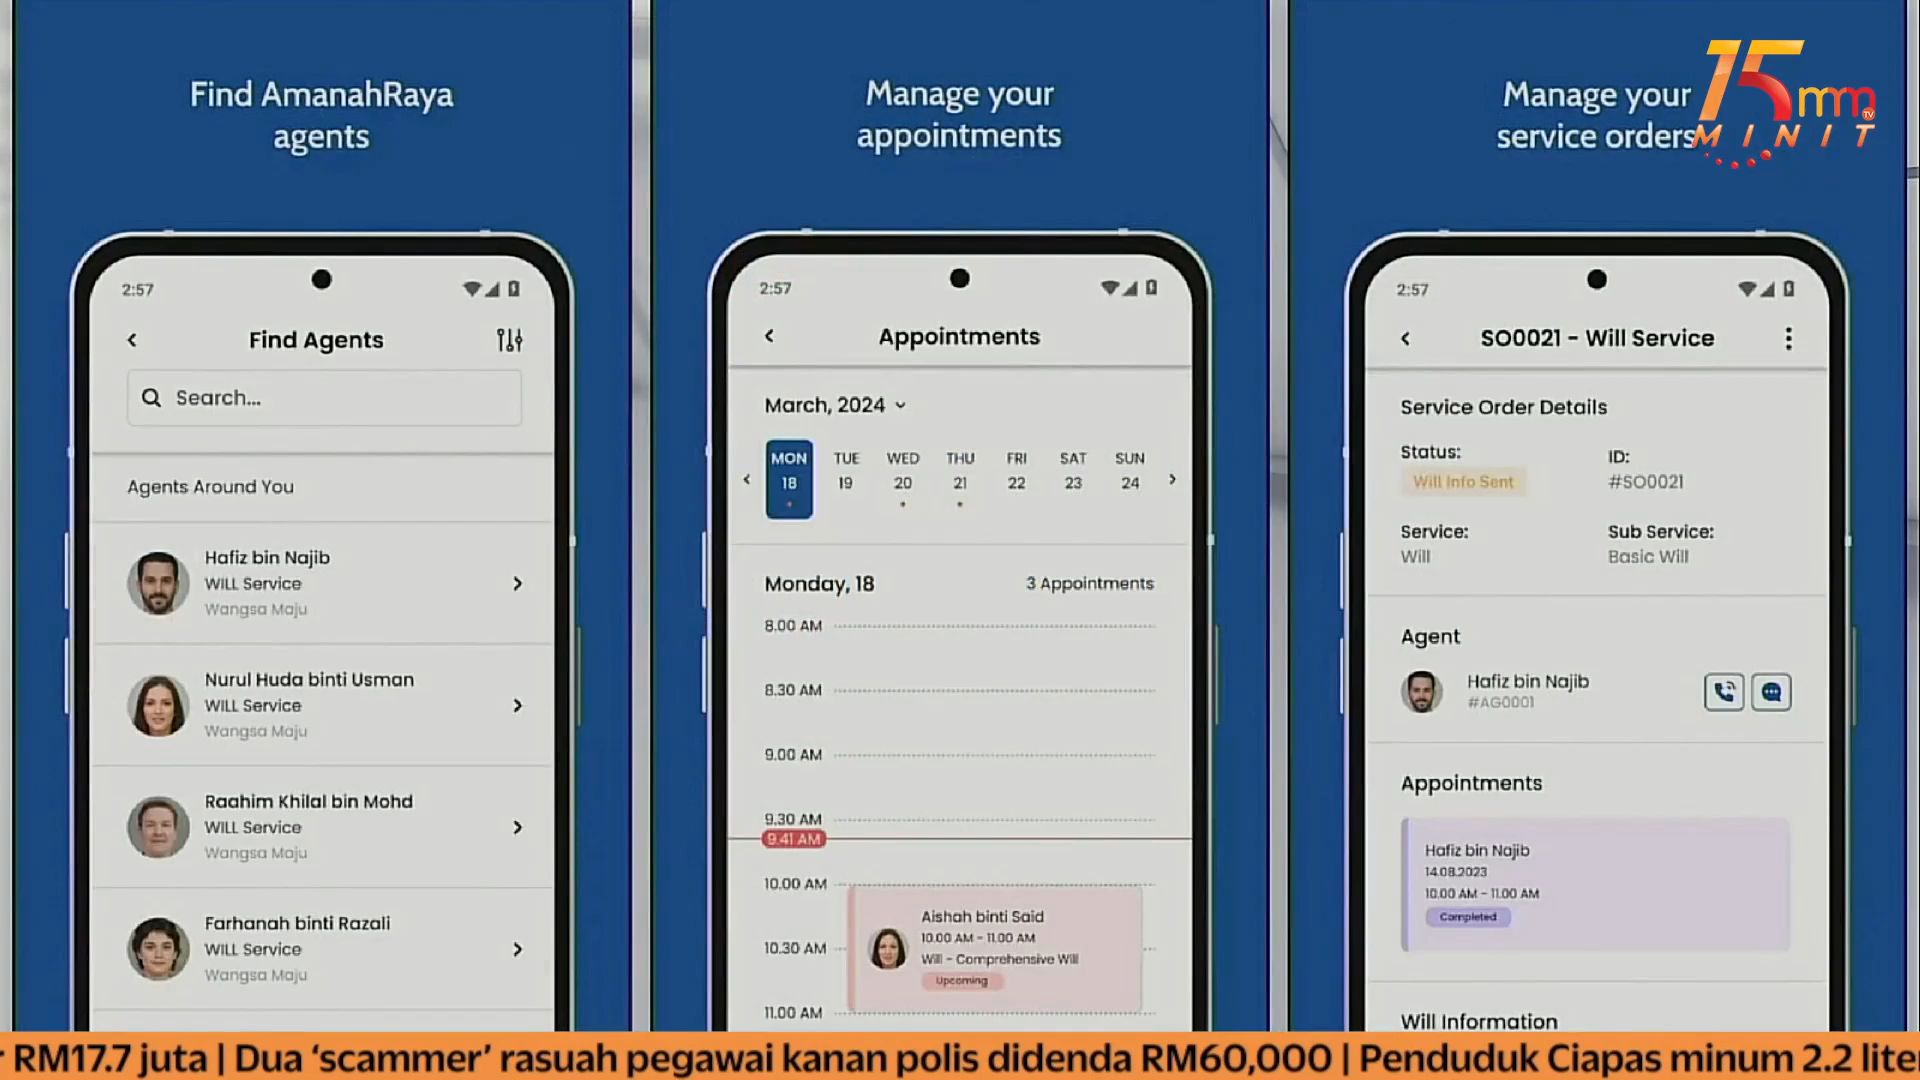 Find AmanahRaya
agents
2:57
Find Agents
Search...
Agents Around You
Hafiz bin Najib
WILL Service
Wangsa Maju
Nurul Huda binti Usman
WILL Service
Wangsa Maju
Raahim Khilal bin Mohd
WILL Service
Wangsa Maju
Farhanah binti Razali
WILL Service
Wangsa Maju
Manage your
appointments
2:57
Appointments
March, 2024
MON TUE WED THU FRI SAT SUN
18 19 20 21 22 23 24
Monday, 18 3 Appointments
8.00 AM
8.30 AM
9.00 AM
9.30 AM
9.41 AM
10.00 AM
Aishah binti Said
10.00 AM - 11.00 AM
10.30 AM
Will - Comprehensive Will
Upcoming
11.00 AM
Manage your
service orders
15 mm TV
MINIT
2:57
SO0021 - Will Service
Service Order Details
Status: ID:
Will Info Sent #SO0021
Service: Sub Service:
Will Basic Will
Agent
Hafiz bin Najib
#AG0001
Appointments
Hafiz bin Najib
14.08.2023
10.00 AM - 11.00 AM
Completed
Will Information
RM17.7 juta | Dua ‘scammer’ rasuah pegawai kanan polis didenda RM60,000 | Penduduk Ciapas minum 2.2 lite